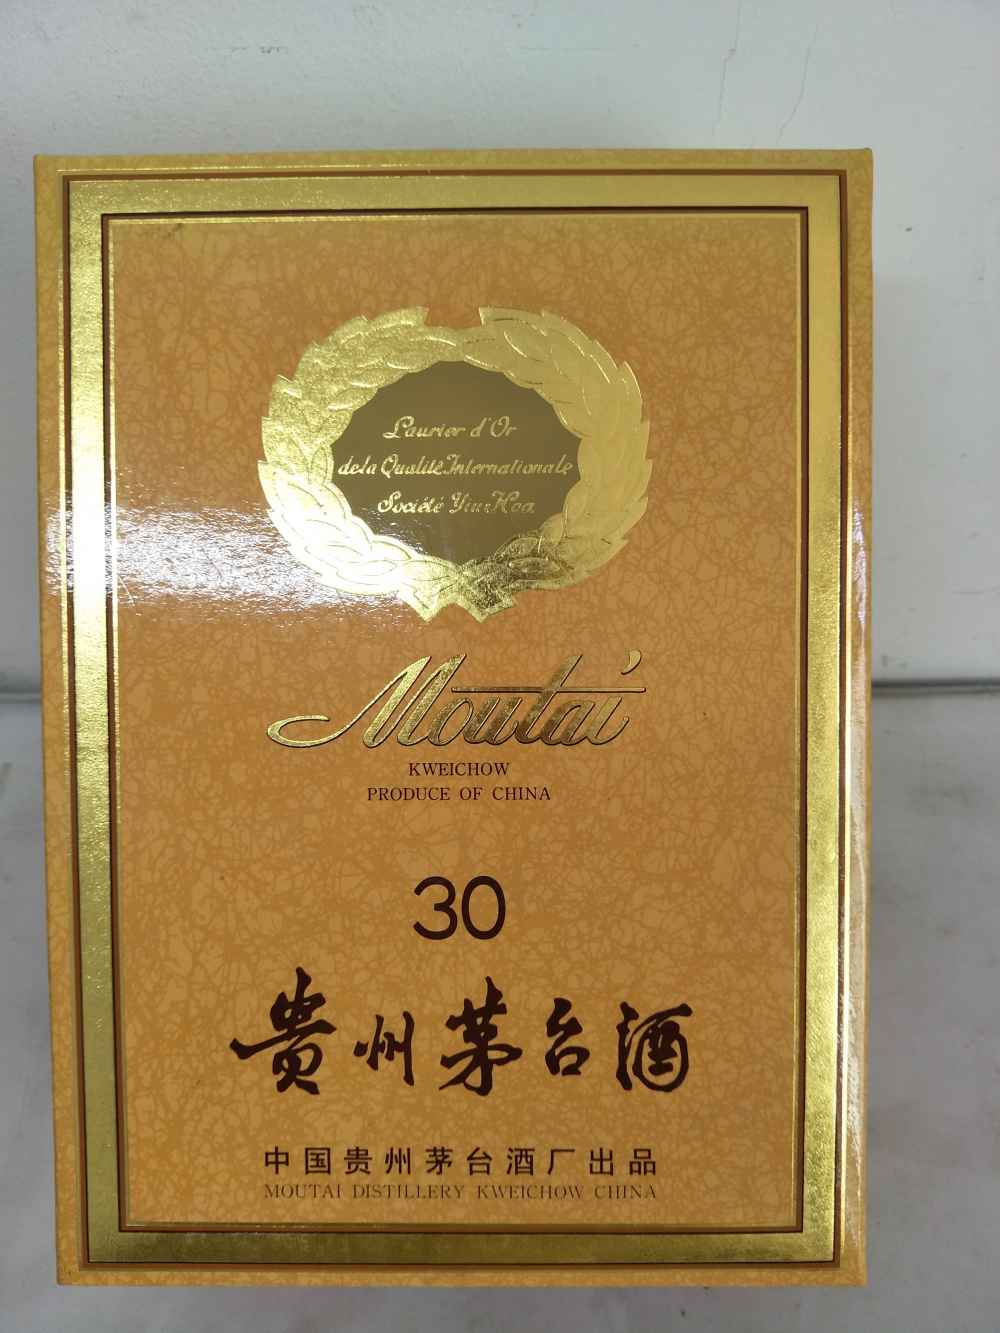 Laurier d'Or
de la Qualité Internationale
Société Yiu-Hoa
Moutai
KWEICHOW
PRODUCE OF CHINA
30
贵州茅台酒
中国贵州茅台酒厂出品
MOUTAI DISTILLERY KWEICHOW CHINA